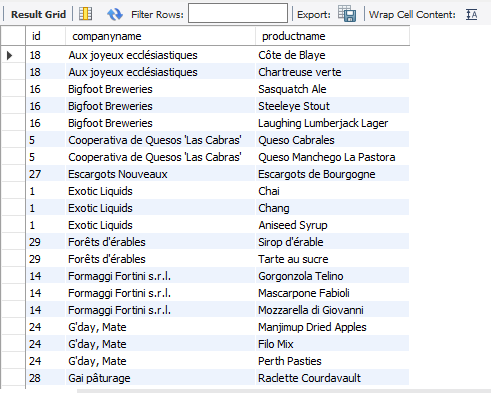 Result Grid Filter Rows: Export: Wrap Cell Content:
id companyname productname
18 Aux joyeux ecclésiastiques Côte de Blaye
18 Aux joyeux ecclésiastiques Chartreuse verte
16 Bigfoot Breweries Sasquatch Ale
16 Bigfoot Breweries Steeleye Stout
16 Bigfoot Breweries Laughing Lumberjack Lager
5 Cooperativa de Quesos 'Las Cabras' Queso Cabrales
5 Cooperativa de Quesos 'Las Cabras' Queso Manchego La Pastora
27 Escargots Nouveaux Escargots de Bourgogne
1 Exotic Liquids Chai
1 Exotic Liquids Chang
1 Exotic Liquids Aniseed Syrup
29 Forêts d'érables Sirop d'érable
29 Forêts d'érables Tarte au sucre
14 Formaggi Fortini s.r.l. Gorgonzola Telino
14 Formaggi Fortini s.r.l. Mascarpone Fabioli
14 Formaggi Fortini s.r.l. Mozzarella di Giovanni
24 G'day, Mate Manjimup Dried Apples
24 G'day, Mate Filo Mix
24 G'day, Mate Perth Pasties
28 Gai pâturage Raclette Courdavault